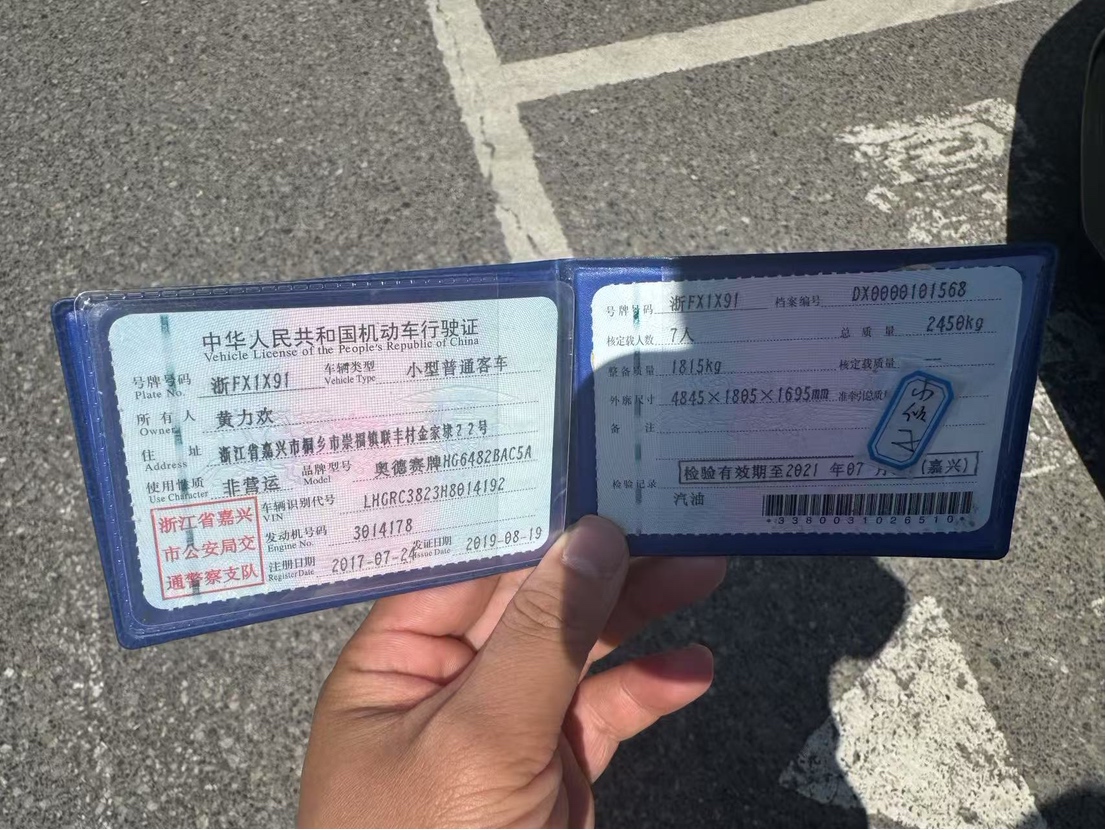 中华人民共和国机动车行驶证
Vehicle License of the People's Republic of China
号牌号码 浙FX1X91 车辆类型 小型普通客车
Plate No. Vehicle Type
所有人 黄力欢
Owner
住址 浙江省嘉兴市桐乡市崇福镇联丰村金家埭22号
Address
使用性质 非营运 品牌型号 奥德赛牌HG6482BAC5A
Use Character Model
浙江省嘉兴
市公安局交
通警察支队
车辆识别代号 LHGRC3823H8014192
VIN
发动机号码 3014178
Engine No.
注册日期 2017-07-24 发证日期 2019-08-19
Register Date Issue Date
号牌号码 浙FX1X91 档案编号 DX0000101568
核定载人数 7人 总质量 2450kg
整备质量 1815kg 核定载质量 --
外廓尺寸 4845×1805×1695mm 准牵引总质
备注
检验记录 检验有效期至2021年07月 (嘉兴)
汽油
*3380031026510*